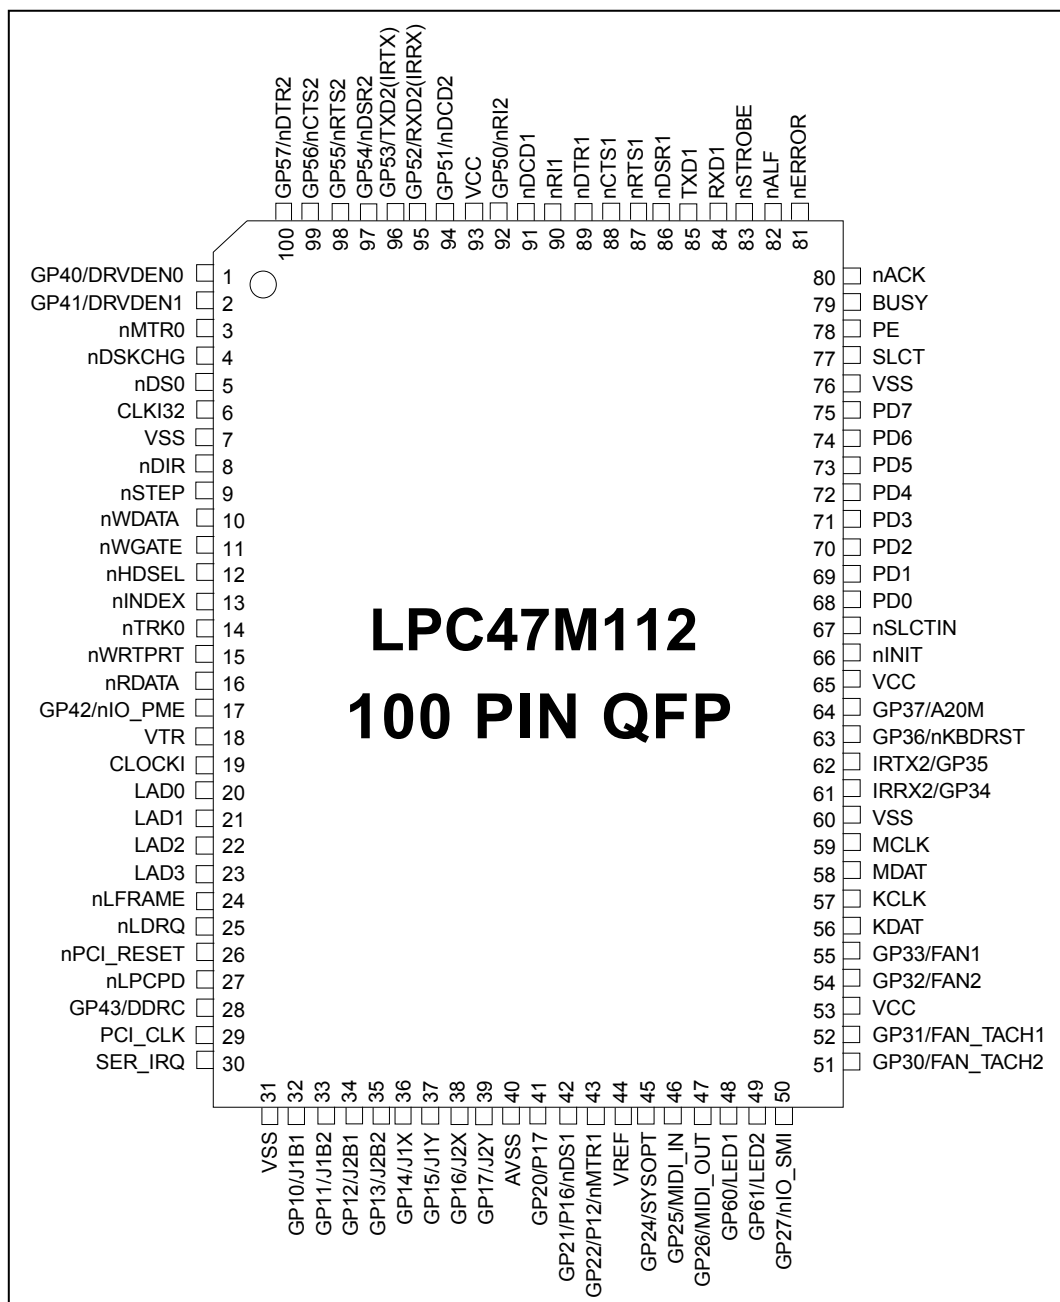 GP57/nDTR2
GP56/nCTS2
GP55/nRTS2
GP54/nDSR2
GP53/TXD2(IRTX)
GP52/RXD2(IRRX)
GP51/nDCD2
VCC
GP50/nRI2
nDCD1
nRI1
nDTR1
nCTS1
nRTS1
nDSR1
TXD1
RXD1
nSTROBE
nALF
nERROR
100
99
98
97
96
95
94
93
92
91
90
89
88
87
86
85
84
83
82
81
GP40/DRVDEN0 1
GP41/DRVDEN1 2
nMTR0 3
nDSKCHG 4
nDS0 5
CLKI32 6
VSS 7
nDIR 8
nSTEP 9
nWDATA 10
nWGATE 11
nHDSEL 12
nINDEX 13
nTRK0 14
nWRTPRT 15
nRDATA 16
GP42/nIO_PME 17
VTR 18
CLOCKI 19
LAD0 20
LAD1 21
LAD2 22
LAD3 23
nLFRAME 24
nLDRQ 25
nPCI_RESET 26
nLPCPD 27
GP43/DDRC 28
PCI_CLK 29
SER_IRQ 30
LPC47M112
100 PIN QFP
80 nACK
79 BUSY
78 PE
77 SLCT
76 VSS
75 PD7
74 PD6
73 PD5
72 PD4
71 PD3
70 PD2
69 PD1
68 PD0
67 nSLCTIN
66 nINIT
65 VCC
64 GP37/A20M
63 GP36/nKBDRST
62 IRTX2/GP35
61 IRRX2/GP34
60 VSS
59 MCLK
58 MDAT
57 KCLK
56 KDAT
55 GP33/FAN1
54 GP32/FAN2
53 VCC
52 GP31/FAN_TACH1
51 GP30/FAN_TACH2
31
32
33
34
35
36
37
38
39
40
41
42
43
44
45
46
47
48
49
50
VSS
GP10/J1B1
GP11/J1B2
GP12/J2B1
GP13/J2B2
GP14/J1X
GP15/J1Y
GP16/J2X
GP17/J2Y
AVSS
GP20/P17
GP21/P16/nDS1
GP22/P12/nMTR1
VREF
GP24/SYSOPT
GP25/MIDI_IN
GP26/MIDI_OUT
GP60/LED1
GP61/LED2
GP27/nIO_SMI